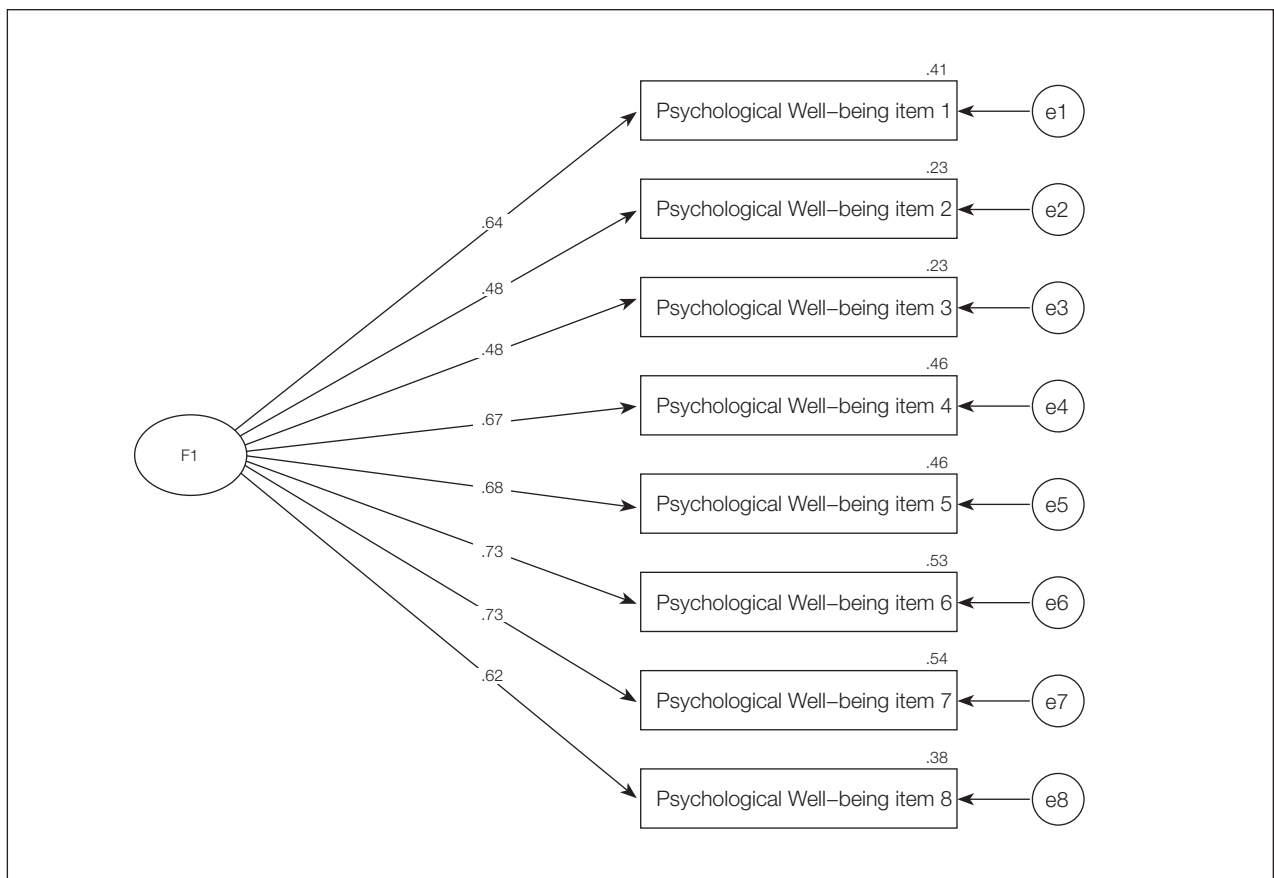 .41
Psychological Well–being item 1
e1
.23
Psychological Well–being item 2
e2
.64
.23
.48
Psychological Well–being item 3
e3
.48
.46
Psychological Well–being item 4
e4
.67
F1
.46
.68
Psychological Well–being item 5
e5
.73
.53
Psychological Well–being item 6
e6
.73
.54
.62
Psychological Well–being item 7
e7
.38
Psychological Well–being item 8
e8